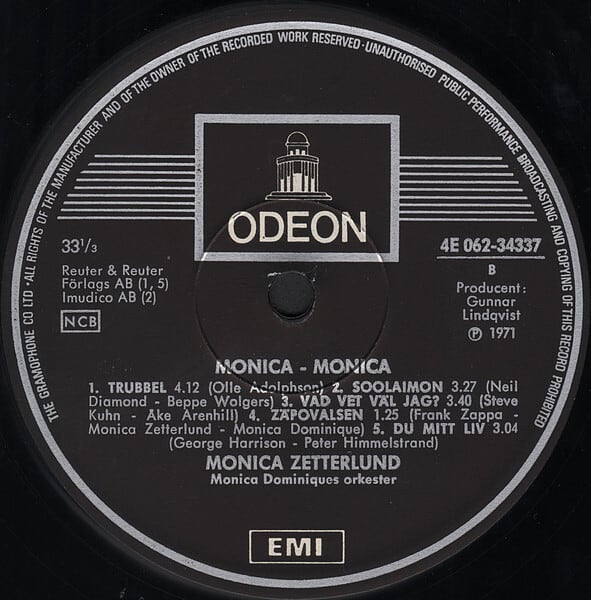 THE GRAMOPHONE CO LTD · ALL RIGHTS OF THE MANUFACTURER AND OF THE OWNER OF THE RECORDED WORK RESERVED · UNAUTHORISED PUBLIC PERFORMANCE BROADCASTING AND COPYING OF THIS RECORD PROHIBITED
ODEON
33 1/3
4E 062-34337
Reuter & Reuter
Förlags AB (1, 5)
Imudico AB (2)
NCB
B
Producent:
Gunnar
Lindqvist
℗ 1971
MONICA - MONICA
1. TRUBBEL 4.12 (Olle Adolphson) 2. SOOLAIMON 3.27 (Neil
Diamond - Beppe Wolgers) 3. VAD VET VÄL JAG? 3.40 (Steve
Kuhn - Åke Arenhill) 4. ZAPOVALSEN 1.25 (Frank Zappa -
Monica Zetterlund - Monica Dominique) 5. DU MITT LIV 3.04
(George Harrison - Peter Himmelstrand)
MONICA ZETTERLUND
Monica Dominiques orkester
EMI